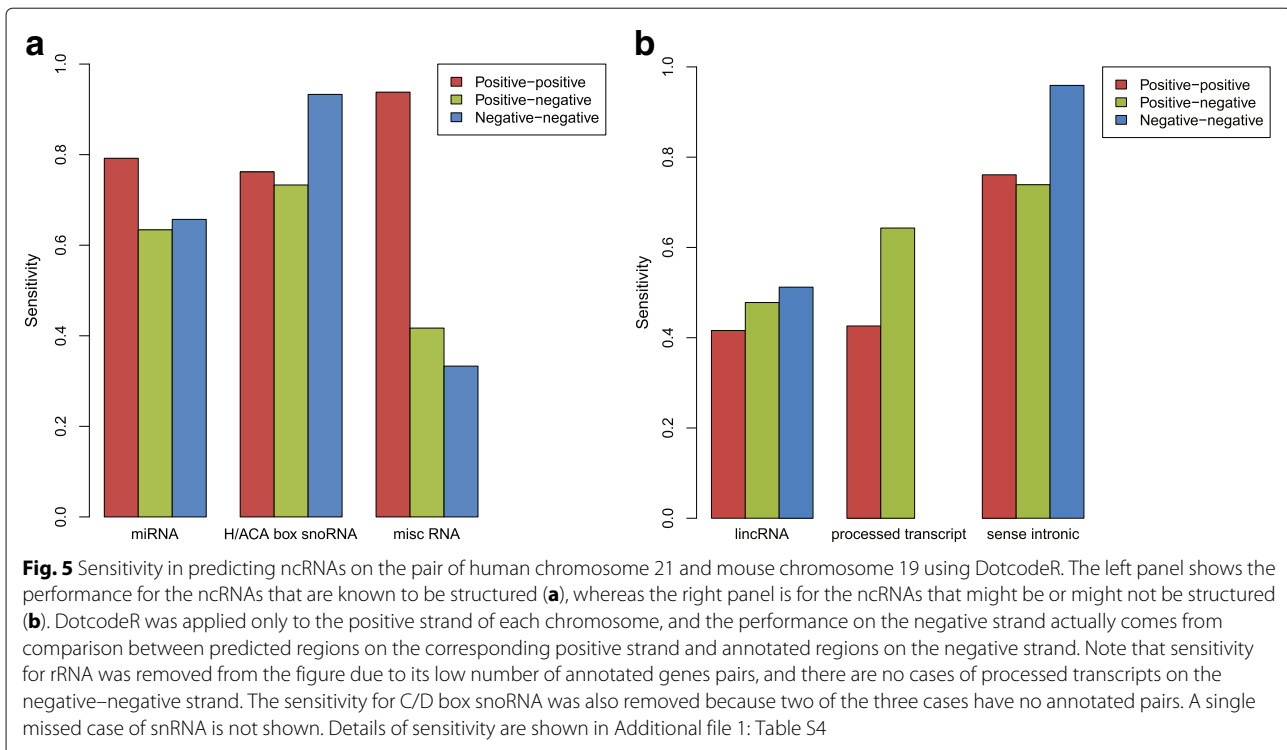 a
Positive−positive
Positive−negative
Negative−negative
Sensitivity
0.0
0.2
0.4
0.6
0.8
1.0
miRNA
H/ACA box snoRNA
misc RNA
b
Positive−positive
Positive−negative
Negative−negative
Sensitivity
0.0
0.2
0.4
0.6
0.8
1.0
lincRNA
processed transcript
sense intronic
Fig. 5 Sensitivity in predicting ncRNAs on the pair of human chromosome 21 and mouse chromosome 19 using DotcodeR. The left panel shows the
performance for the ncRNAs that are known to be structured (a), whereas the right panel is for the ncRNAs that might be or might not be structured
(b). DotcodeR was applied only to the positive strand of each chromosome, and the performance on the negative strand actually comes from
comparison between predicted regions on the corresponding positive strand and annotated regions on the negative strand. Note that sensitivity
for rRNA was removed from the figure due to its low number of annotated genes pairs, and there are no cases of processed transcripts on the
negative–negative strand. The sensitivity for C/D box snoRNA was also removed because two of the three cases have no annotated pairs. A single
missed case of snRNA is not shown. Details of sensitivity are shown in Additional file 1: Table S4